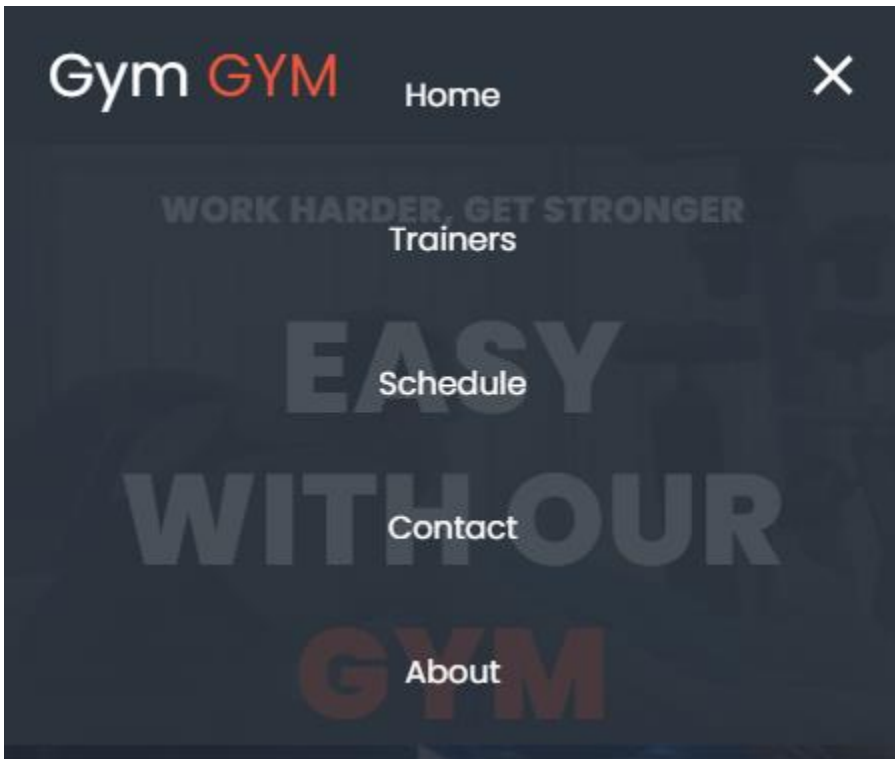 Gym GYM
Home
WORK HARDER, GET STRONGER
Trainers
EASY
Schedule
WITH OUR
Contact
GYM
About